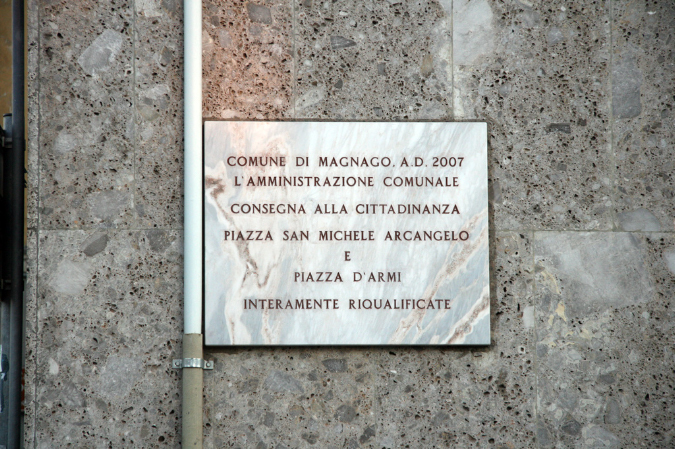 COMUNE DI MAGNAGO. A.D. 2007
L'AMMINISTRAZIONE COMUNALE
CONSEGNA ALLA CITTADINANZA
PIAZZA SAN MICHELE ARCANGELO
E
PIAZZA D'ARMI
INTERAMENTE RIQUALIFICATE